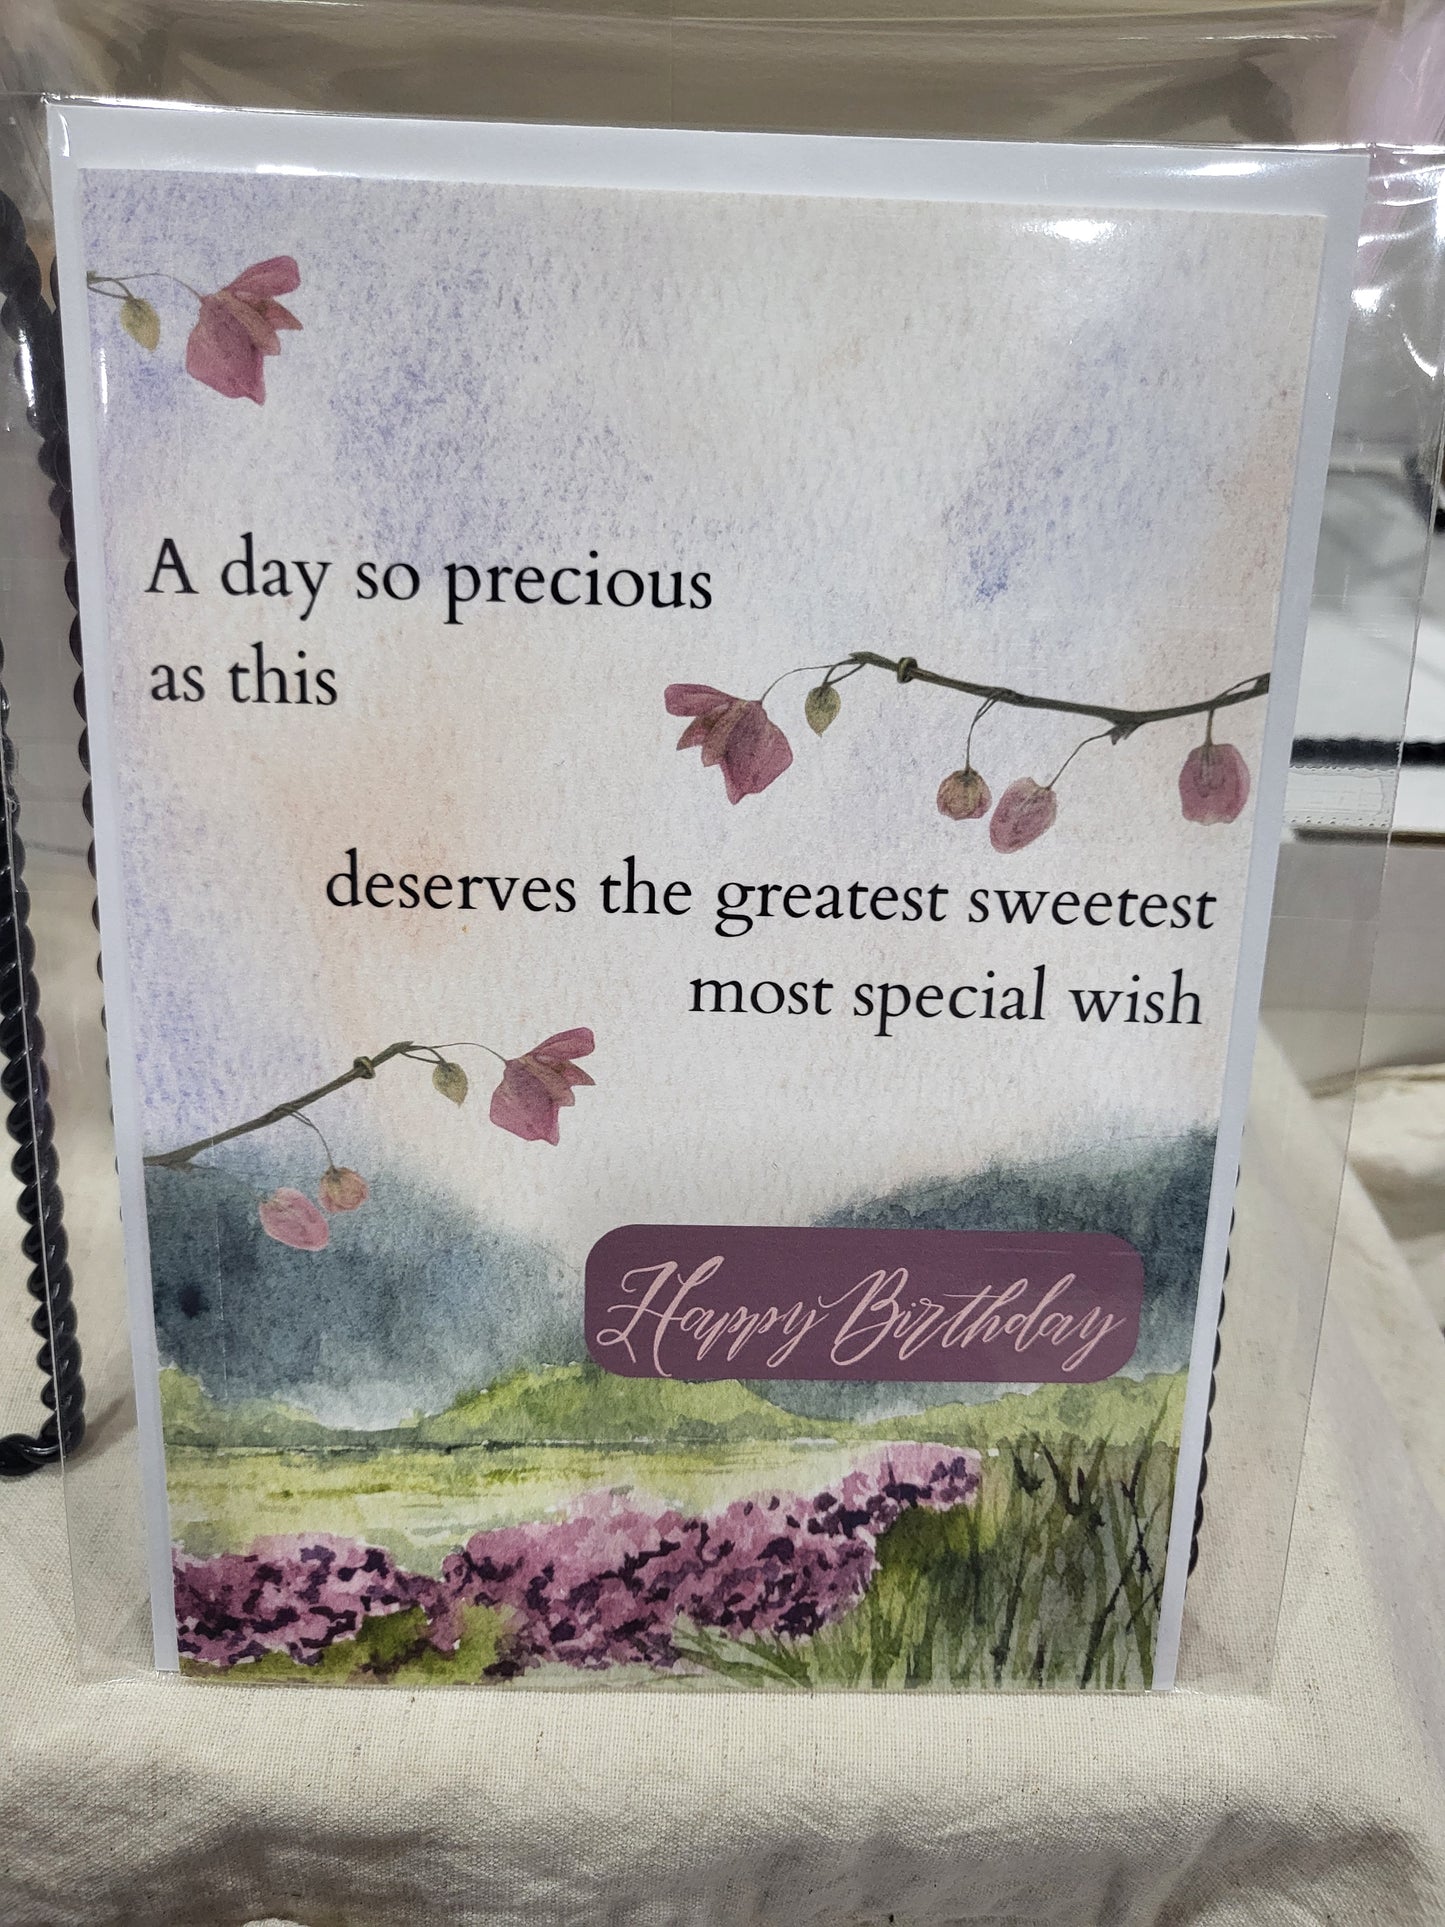 A day so precious
as this
deserves the greatest sweetest
most special wish
Happy Birthday